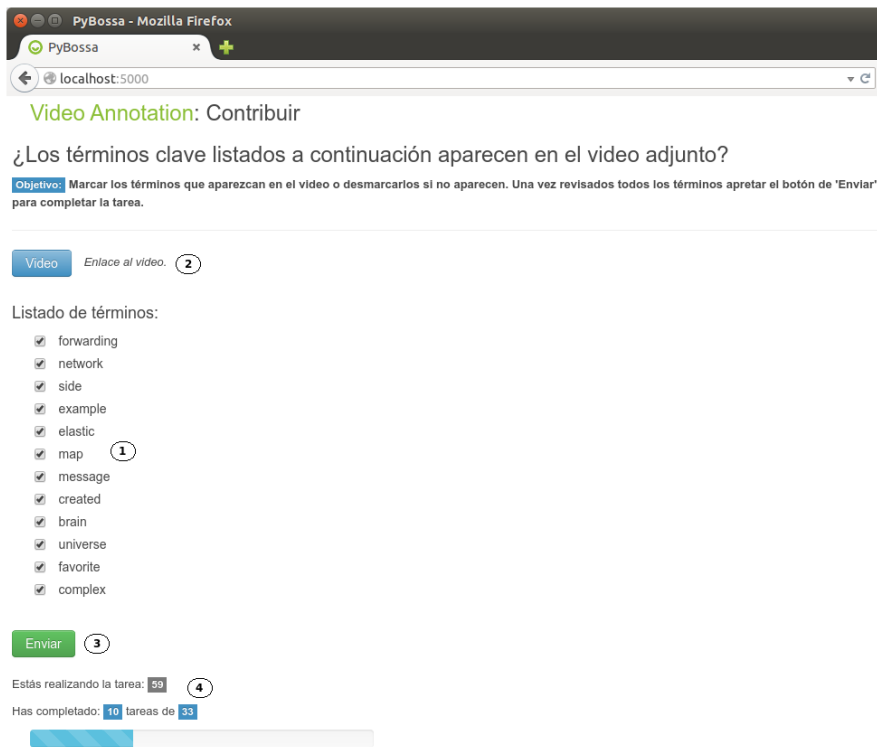 PyBossa - Mozilla Firefox
PyBossa
localhost:5000
Video Annotation: Contribuir
¿Los términos clave listados a continuación aparecen en el video adjunto?
Objetivo: Marcar los términos que aparezcan en el video o desmarcarlos si no aparecen. Una vez revisados todos los términos apretar el botón de 'Enviar'
para completar la tarea.
Video Enlace al video. 2
Listado de términos:
forwarding
network
side
example
elastic
map 1
message
created
brain
universe
favorite
complex
Enviar 3
Estás realizando la tarea: 59 4
Has completado: 10 tareas de 33